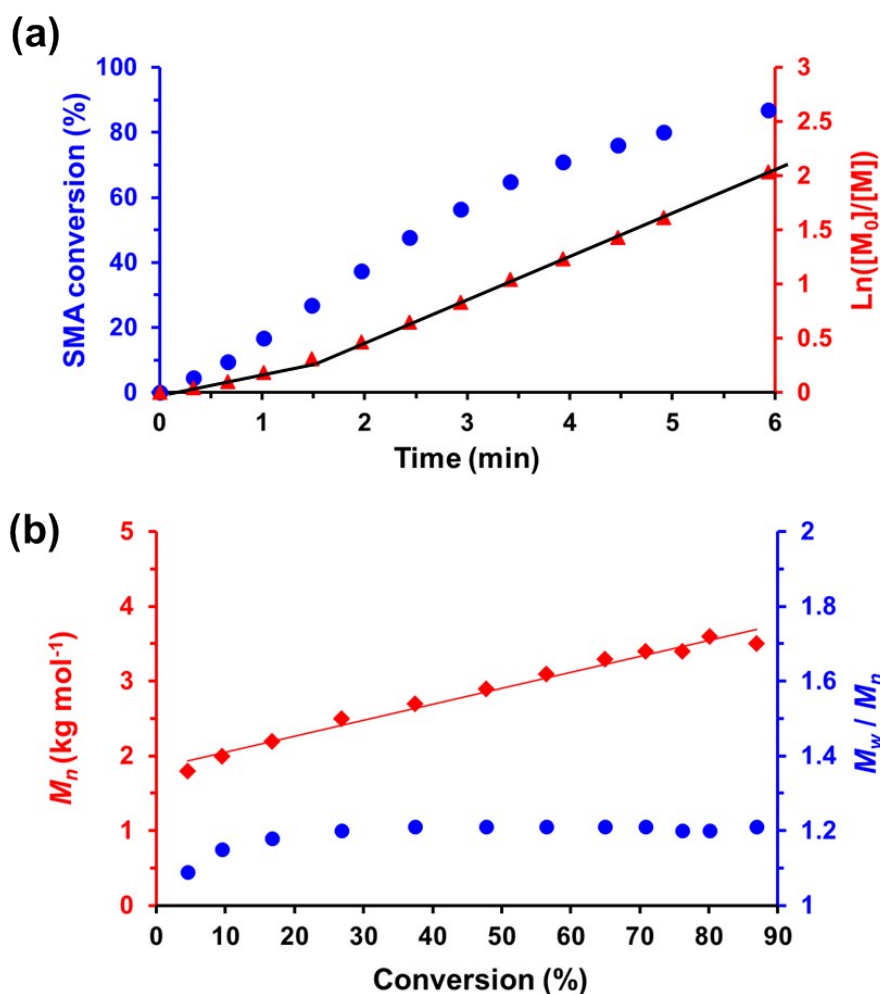 (a)
SMA conversion (%)
100
80
60
40
20
0
3
2.5
2
1.5
1
0.5
0
Ln([M0]/[M])
0 1 2 3 4 5 6
Time (min)
(b)
Mn (kg mol-1)
5
4
3
2
1
0
2
1.8
1.6
1.4
1.2
1
Mw / Mn
0 10 20 30 40 50 60 70 80 90
Conversion (%)